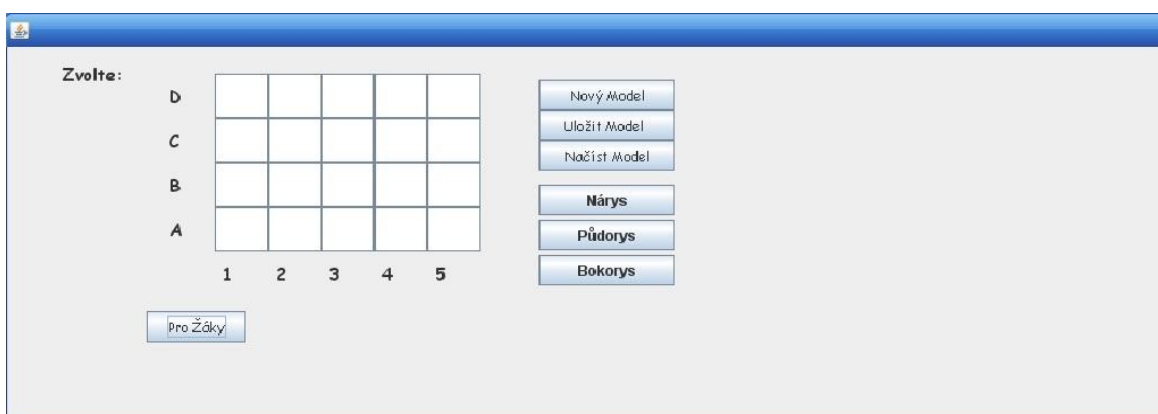 Zvolte:
D
C
B
A
1 2 3 4 5
Nový Model
Uložit Model
Načíst Model
Nárys
Půdorys
Bokorys
Pro Žáky